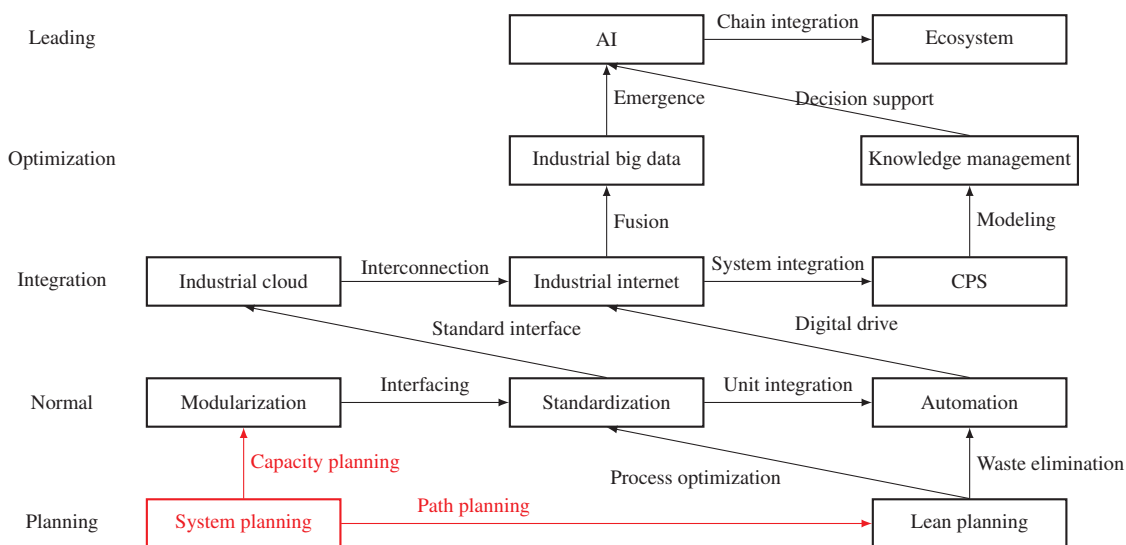 Leading
AI
Chain integration
Ecosystem
Emergence
Decision support
Optimization
Industrial big data
Knowledge management
Fusion
Modeling
Integration
Industrial cloud
Interconnection
Industrial internet
System integration
CPS
Standard interface
Digital drive
Normal
Modularization
Interfacing
Standardization
Unit integration
Automation
Capacity planning
Process optimization
Waste elimination
Planning
System planning
Path planning
Lean planning